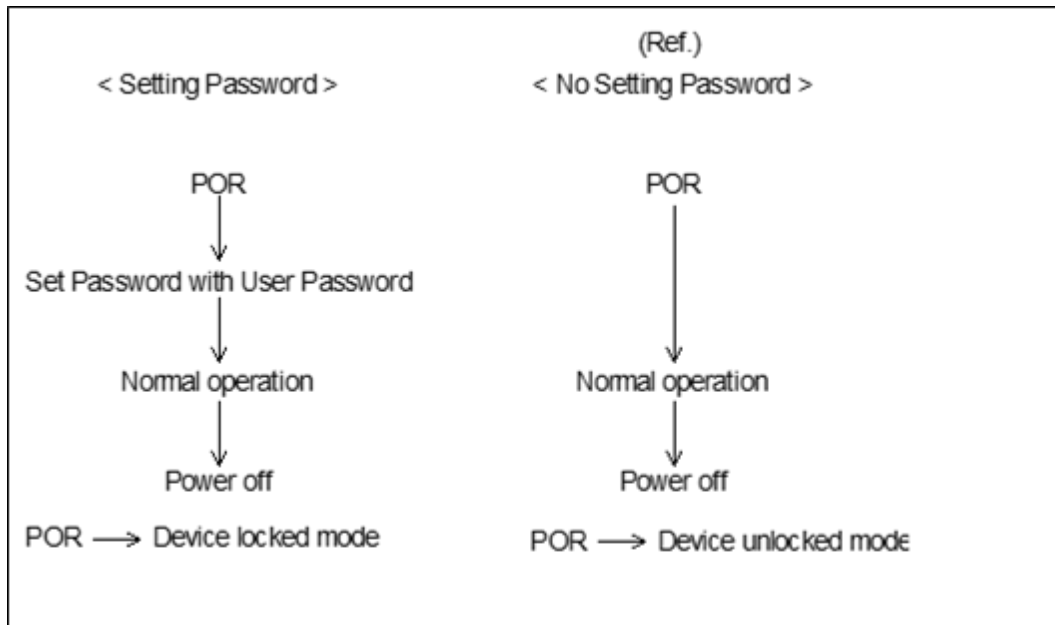 < Setting Password >
POR
Set Password with User Password
Normal operation
Power off
POR → Device locked mode
(Ref.)
< No Setting Password >
POR
Normal operation
Power off
POR → Device unlocked mode